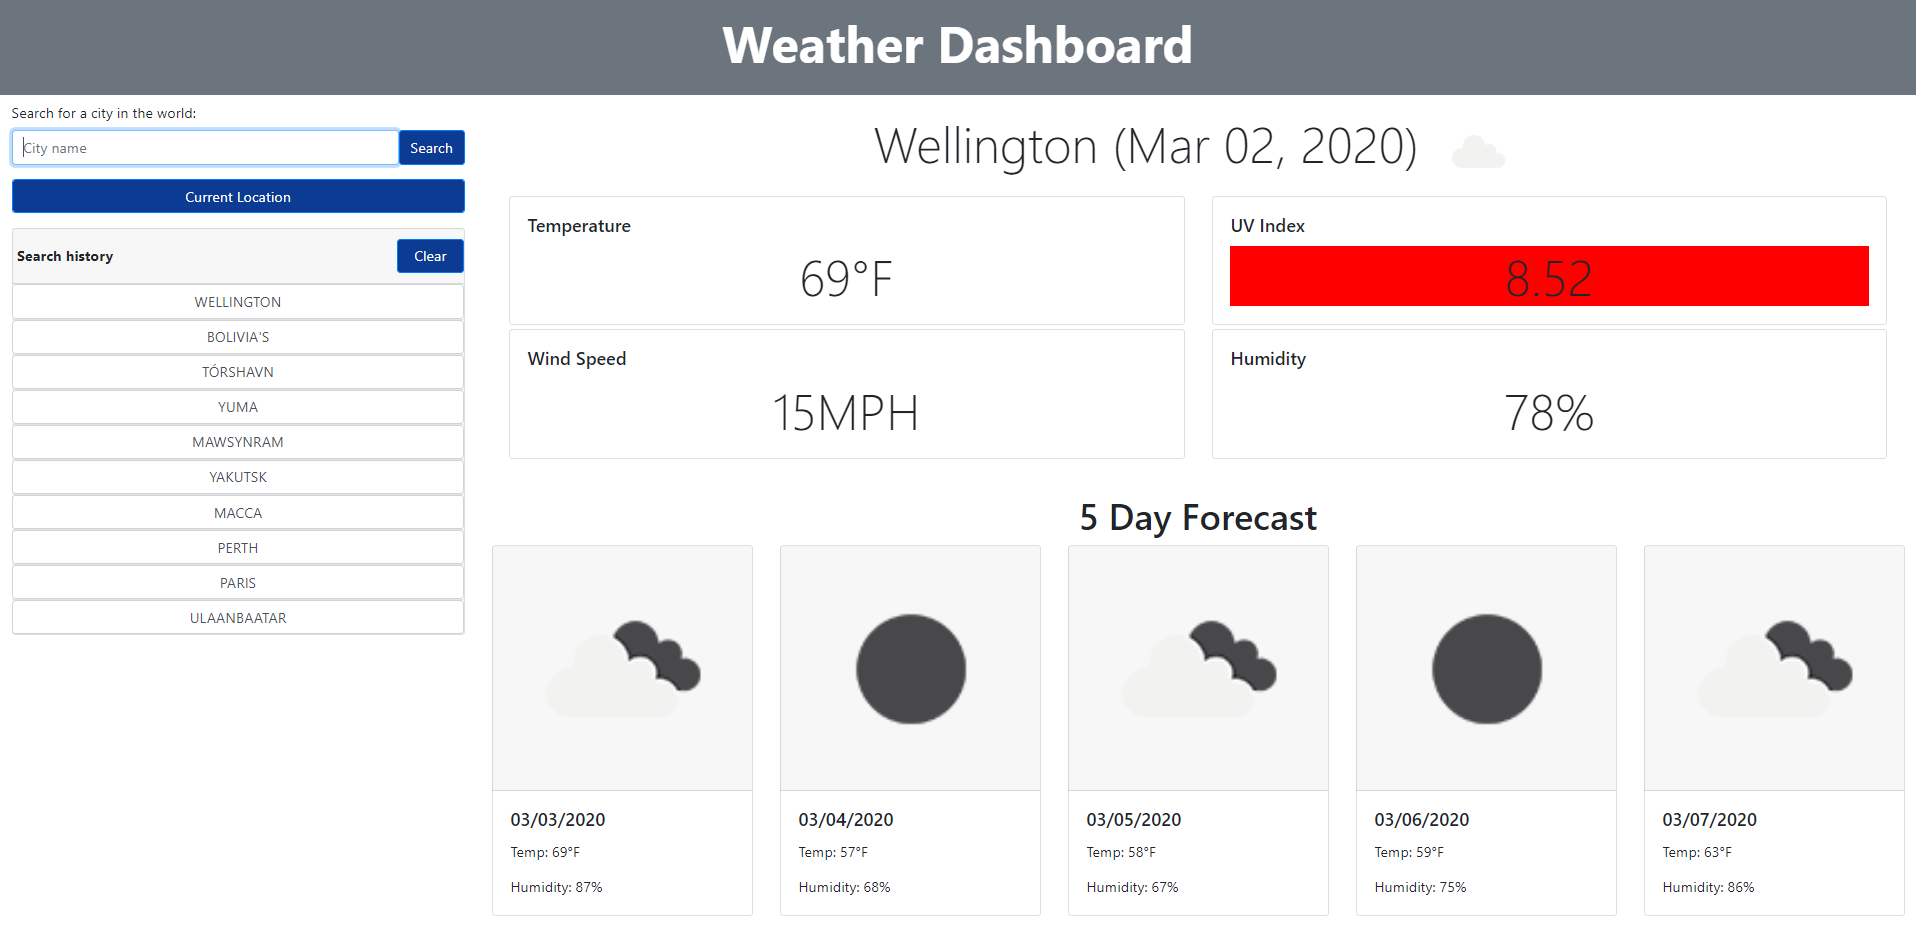 Weather Dashboard
Search for a city in the world:
City name
Search
Current Location
Search history
Clear
WELLINGTON
BOLIVIA'S
TÓRSHAVN
YUMA
MAWSYNRAM
YAKUTSK
MACCA
PERTH
PARIS
ULAANBAATAR
Wellington (Mar 02, 2020)
Temperature
69°F
UV Index
8.52
Wind Speed
15MPH
Humidity
78%
5 Day Forecast
03/03/2020
Temp: 69°F
Humidity: 87%
03/04/2020
Temp: 57°F
Humidity: 68%
03/05/2020
Temp: 58°F
Humidity: 67%
03/06/2020
Temp: 59°F
Humidity: 75%
03/07/2020
Temp: 63°F
Humidity: 86%